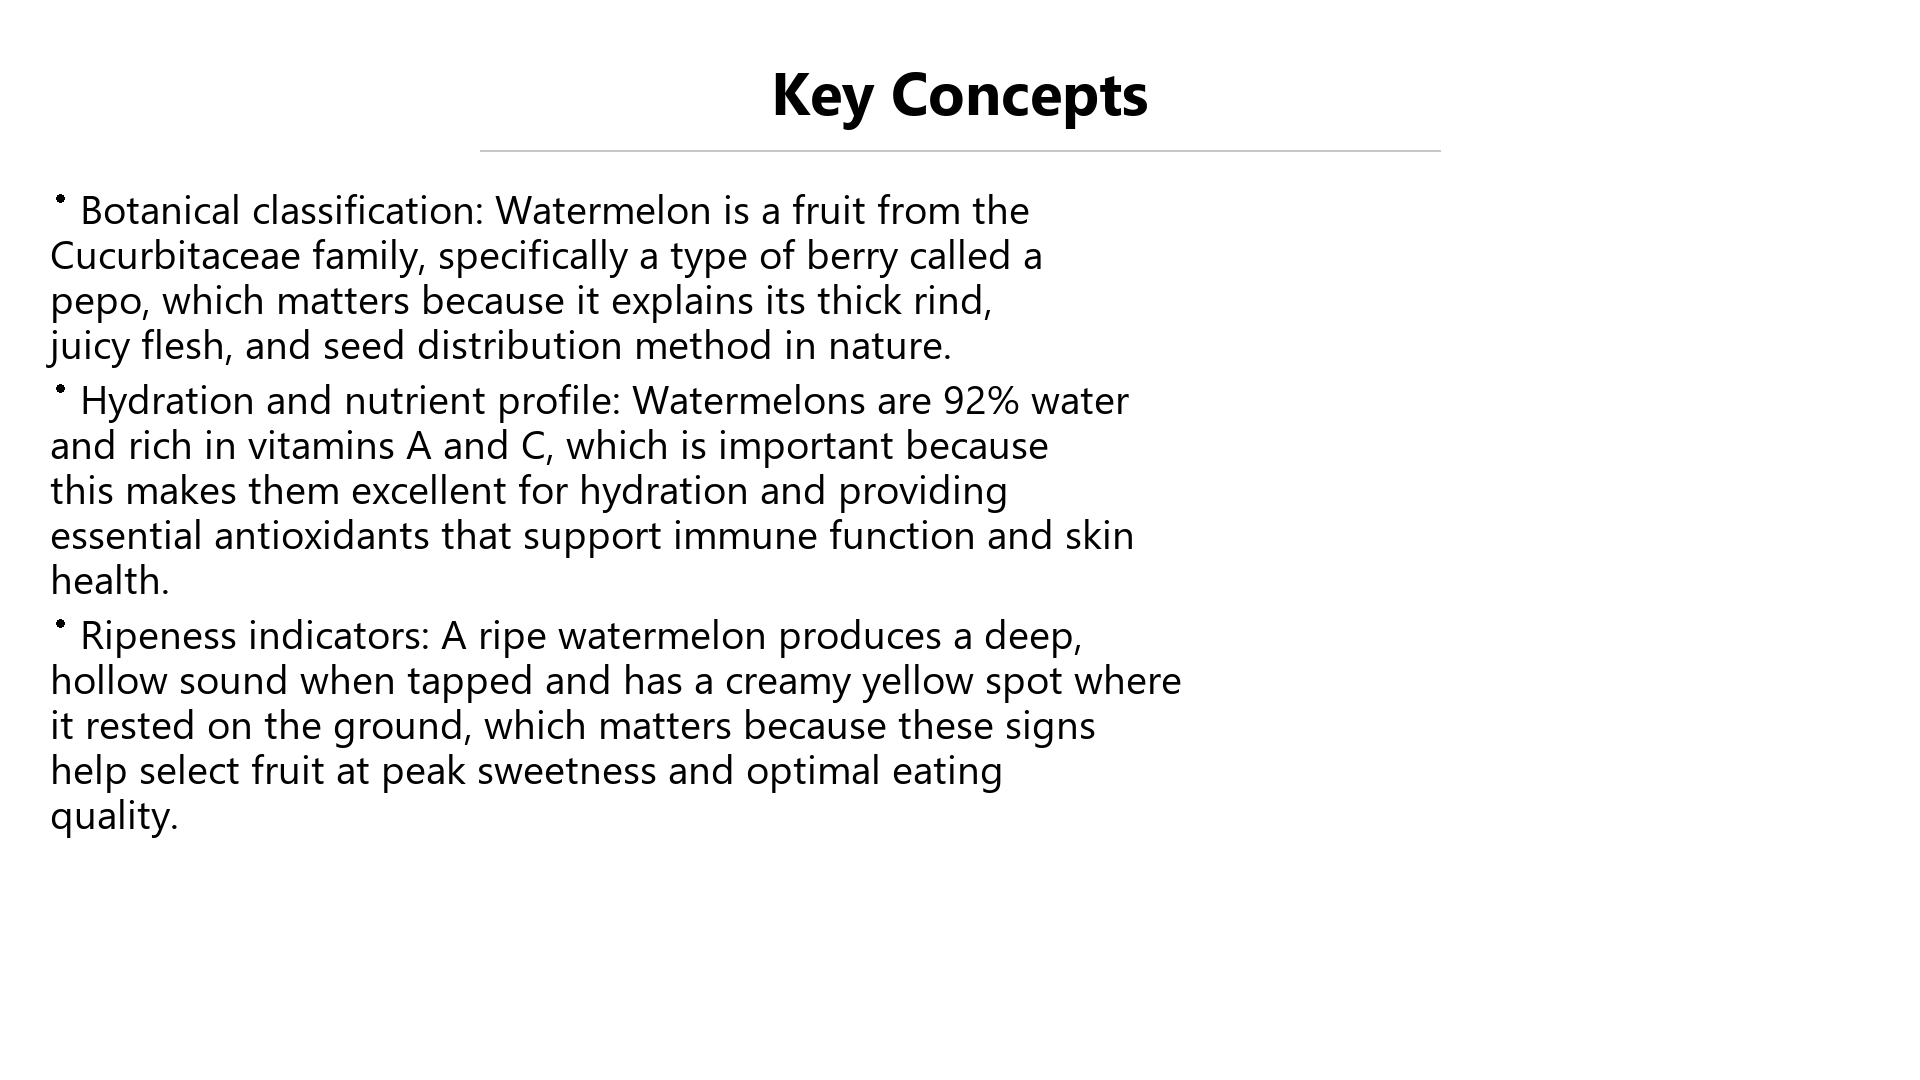 Key Concepts
• Botanical classification: Watermelon is a fruit from the
Cucurbitaceae family, specifically a type of berry called a
pepo, which matters because it explains its thick rind,
juicy flesh, and seed distribution method in nature.
• Hydration and nutrient profile: Watermelons are 92% water
and rich in vitamins A and C, which is important because
this makes them excellent for hydration and providing
essential antioxidants that support immune function and skin
health.
• Ripeness indicators: A ripe watermelon produces a deep,
hollow sound when tapped and has a creamy yellow spot where
it rested on the ground, which matters because these signs
help select fruit at peak sweetness and optimal eating
quality.